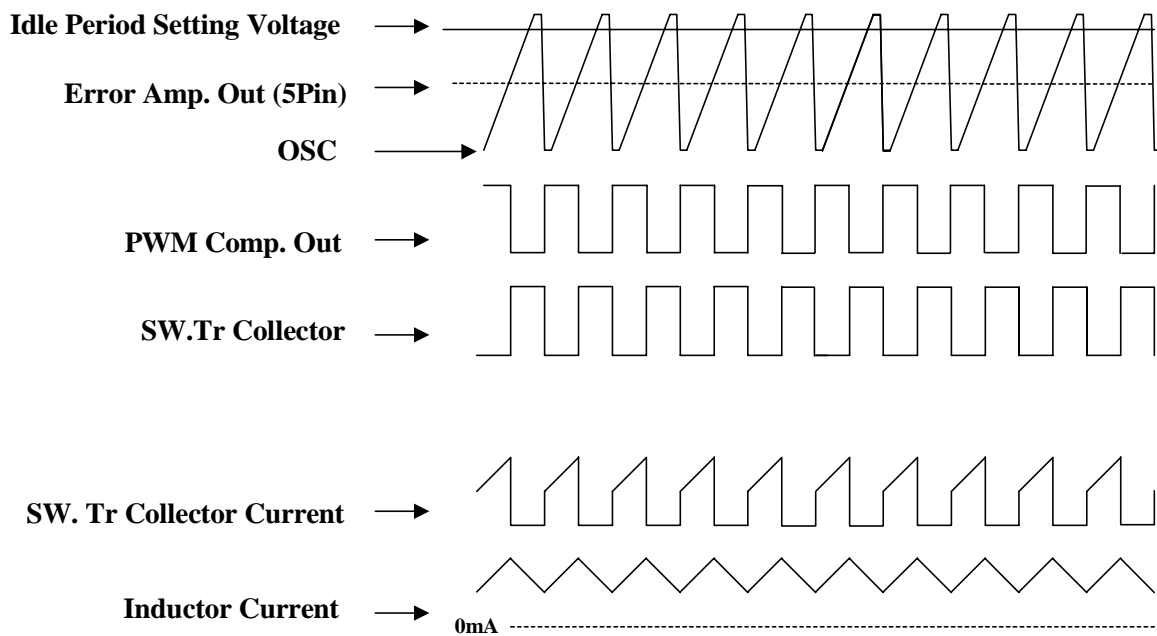 Idle Period Setting Voltage
Error Amp. Out (5Pin)
OSC
PWM Comp. Out
SW.Tr Collector
SW. Tr Collector Current
Inductor Current
0mA